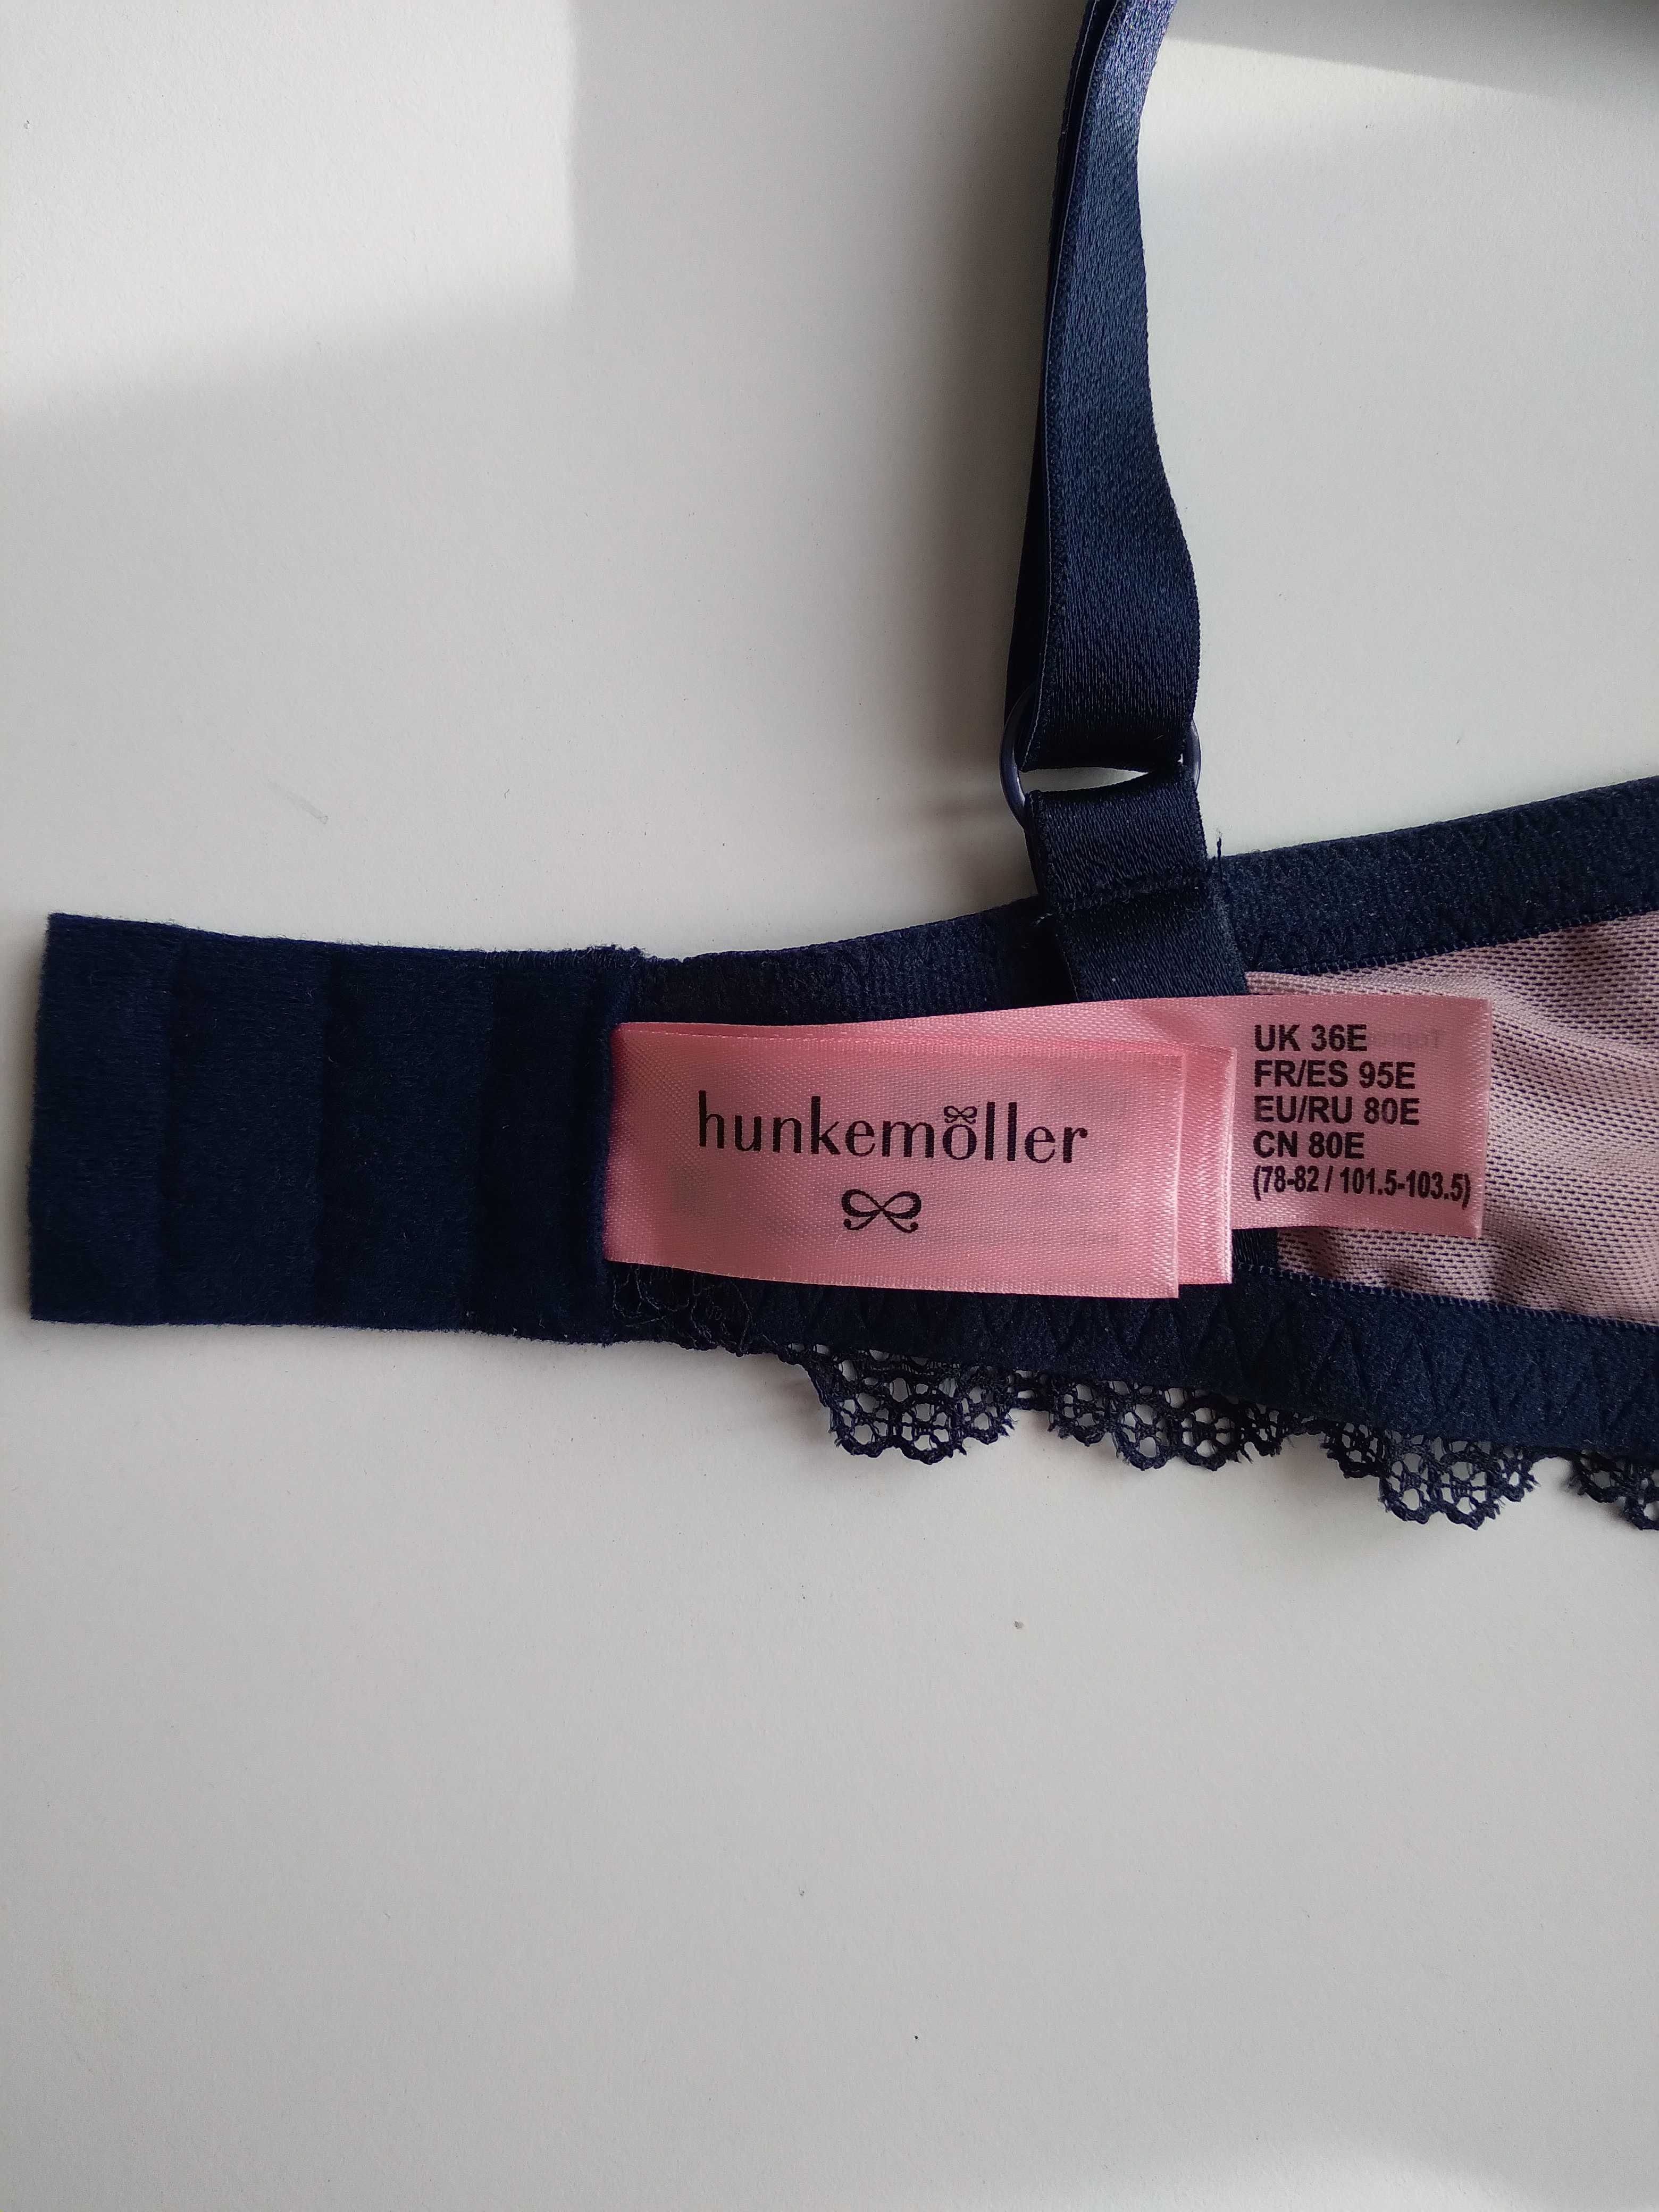 hunkemöller
UK 36E
FR/ES 95E
EU/RU 80E
CN 80E
(78-82 / 101.5-103.5)